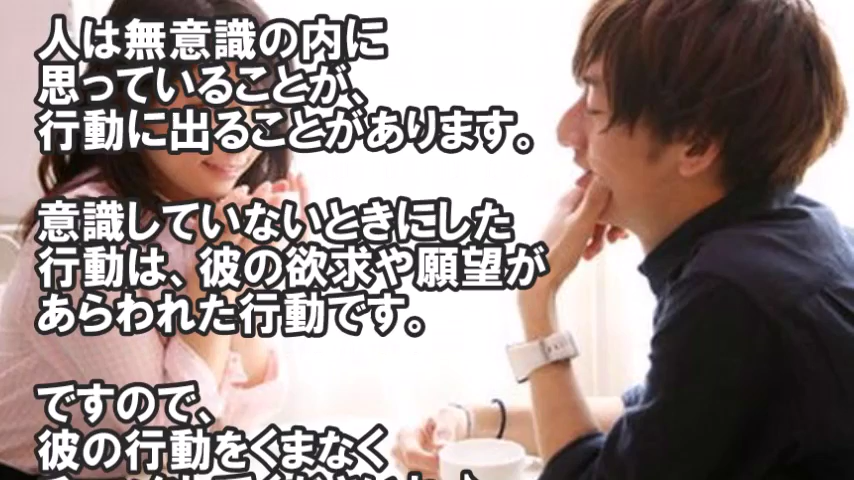 人は無意識の内に
思っていることが、
行動に出ることがあります。
意識していないときにした
行動は、彼の欲求や願望が
あらわれた行動です。
ですので、
彼の行動をくまなく